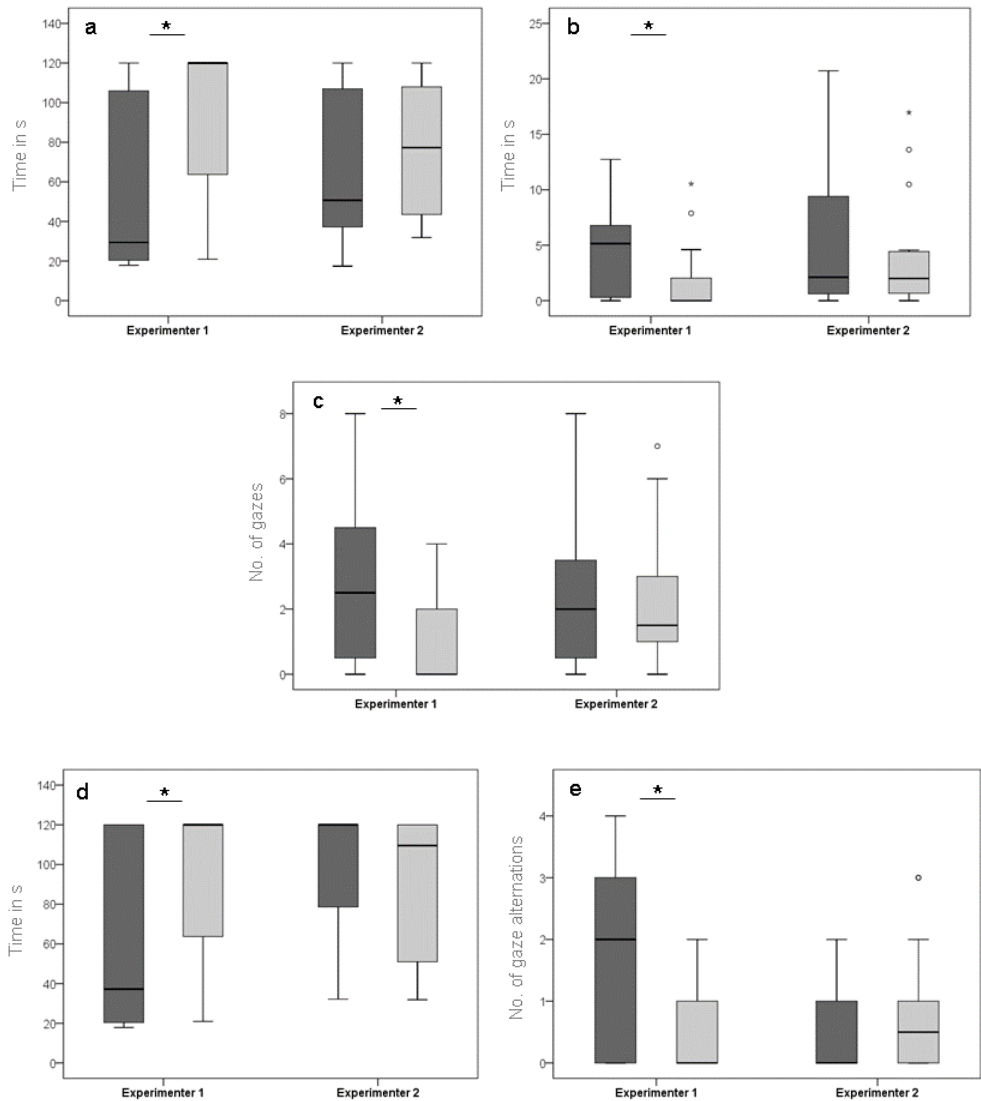 a
*
Time in s
140
120
100
80
60
40
20
0
Experimenter 1 Experimenter 2
b
*
Time in s
25
20
15
10
5
0
Experimenter 1 Experimenter 2
c
*
No. of gazes
8
6
4
2
0
Experimenter 1 Experimenter 2
d
*
Time in s
140
120
100
80
60
40
20
0
Experimenter 1 Experimenter 2
e
*
No. of gaze alternations
4
3
2
1
0
Experimenter 1 Experimenter 2